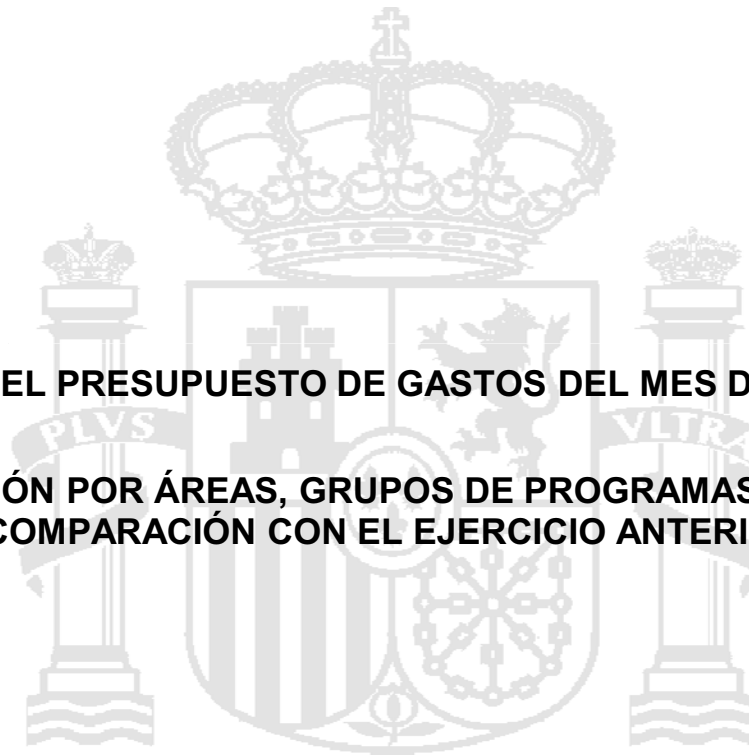 EL PRESUPUESTO DE GASTOS DEL MES D
PLVS
VLTRA
ÓN POR ÁREAS, GRUPOS DE PROGRAMAS
COMPARACIÓN CON EL EJERCICIO ANTERI